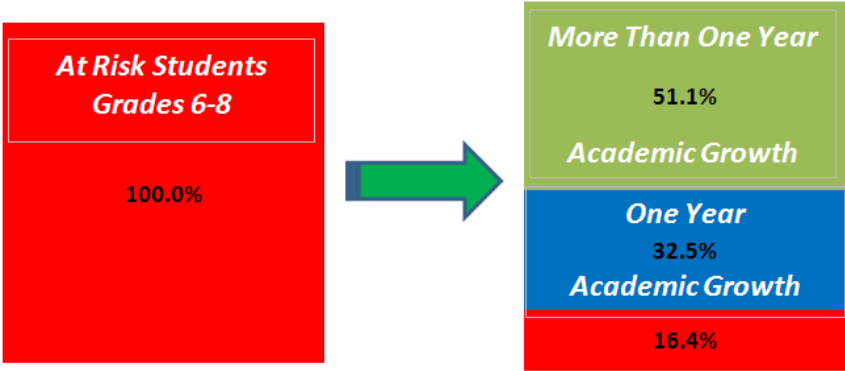 At Risk Students
Grades 6-8
100.0%
More Than One Year
51.1%
Academic Growth
One Year
32.5%
Academic Growth
16.4%